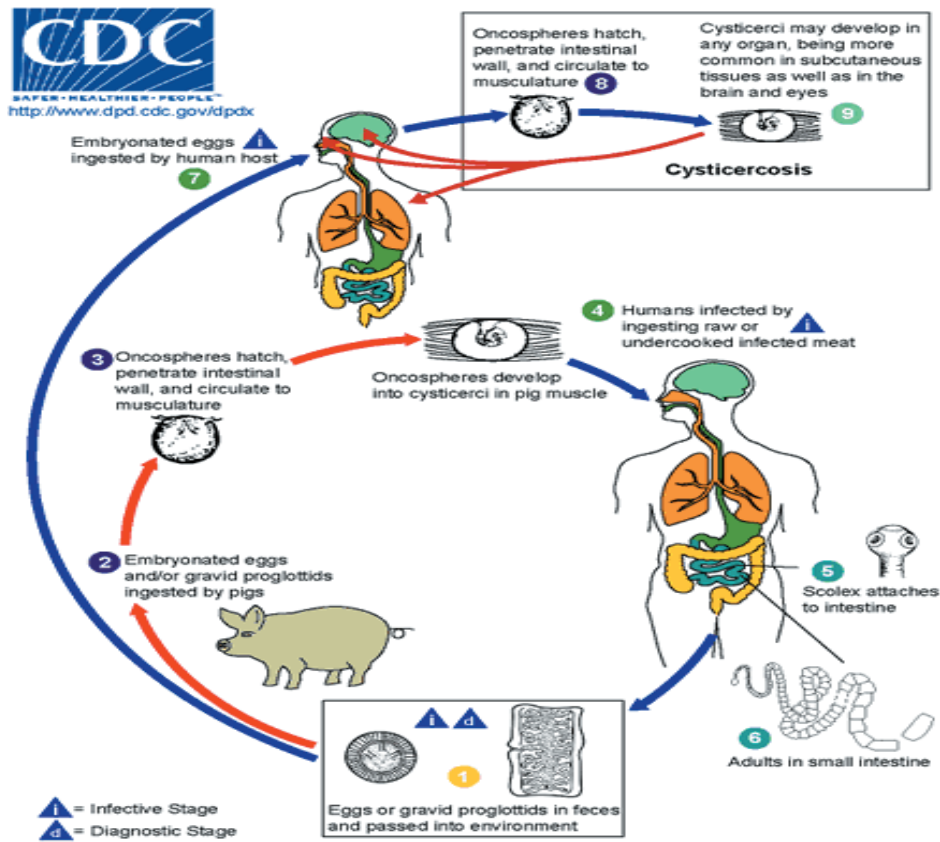 CDC
SAFER • HEALTHIER • PEOPLE™
http://www.dpd.cdc.gov/dpdx
Oncospheres hatch,
penetrate intestinal
wall, and circulate to
musculature 8
Cysticerci may develop in
any organ, being more
common in subcutaneous
tissues as well as in the
brain and eyes
9
Cysticercosis
Embryonated eggs i
ingested by human host
7
4 Humans infected by
ingesting raw or i
undercooked infected meat
3 Oncospheres hatch,
penetrate intestinal
wall, and circulate to
musculature
Oncospheres develop
into cysticerci in pig muscle
2 Embryonated eggs
and/or gravid proglottids
ingested by pigs
5
Scolex attaches
to intestine
6
Adults in small intestine
i d
1
Eggs or gravid proglottids in feces
and passed into environment
i = Infective Stage
d = Diagnostic Stage